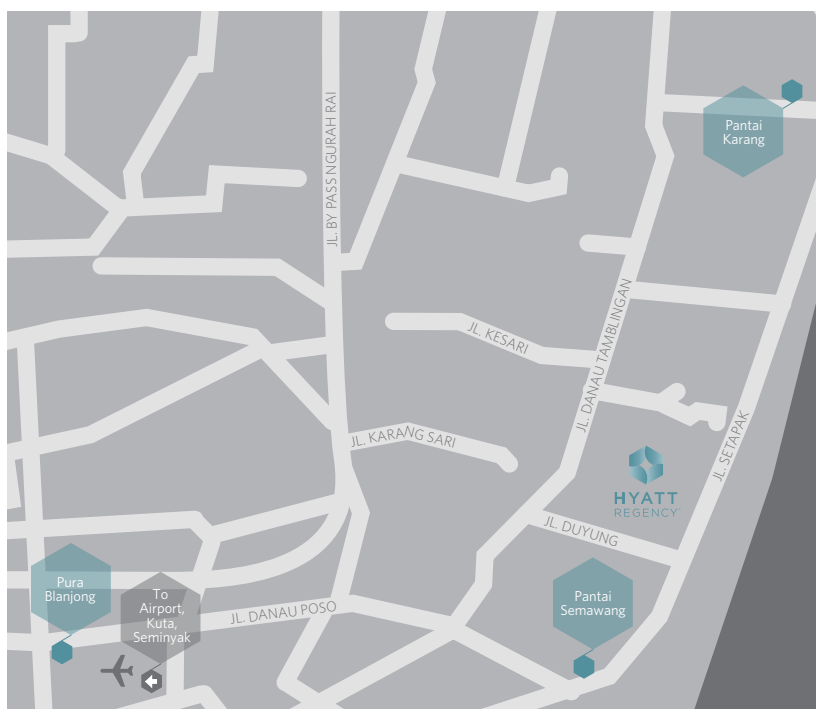 JL. BY PASS NGURAH RAI
Pantai
Karang
JL. KESARI
JL. DANAU TAMBLINGAN
JL. KARANG SARI
JL. SETAPAK
HYATT
REGENCY
JL. DUYUNG
Pura
Blanjong
To
Airport,
Kuta,
Seminyak
JL. DANAU POSO
Pantai
Semawang